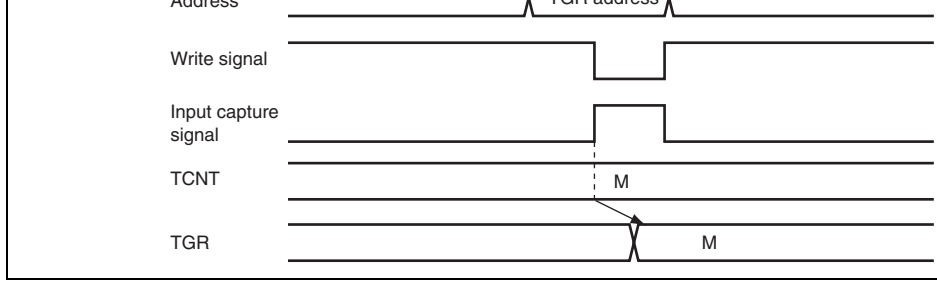 Address
TGR address
Write signal
Input capture
signal
TCNT
M
TGR
M